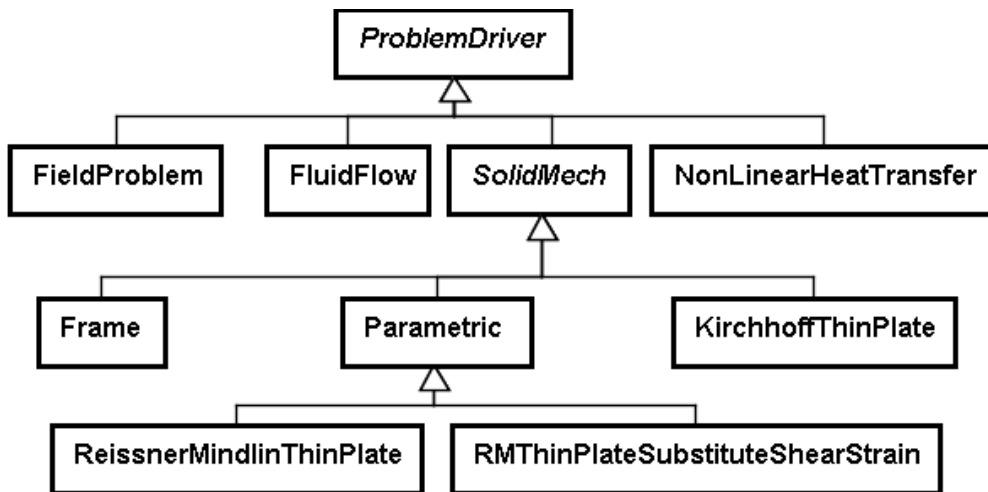 ProblemDriver
FieldProblem FluidFlow SolidMech NonLinearHeatTransfer
Frame Parametric KirchhoffThinPlate
ReissnerMindlinThinPlate RMThinPlateSubstituteShearStrain